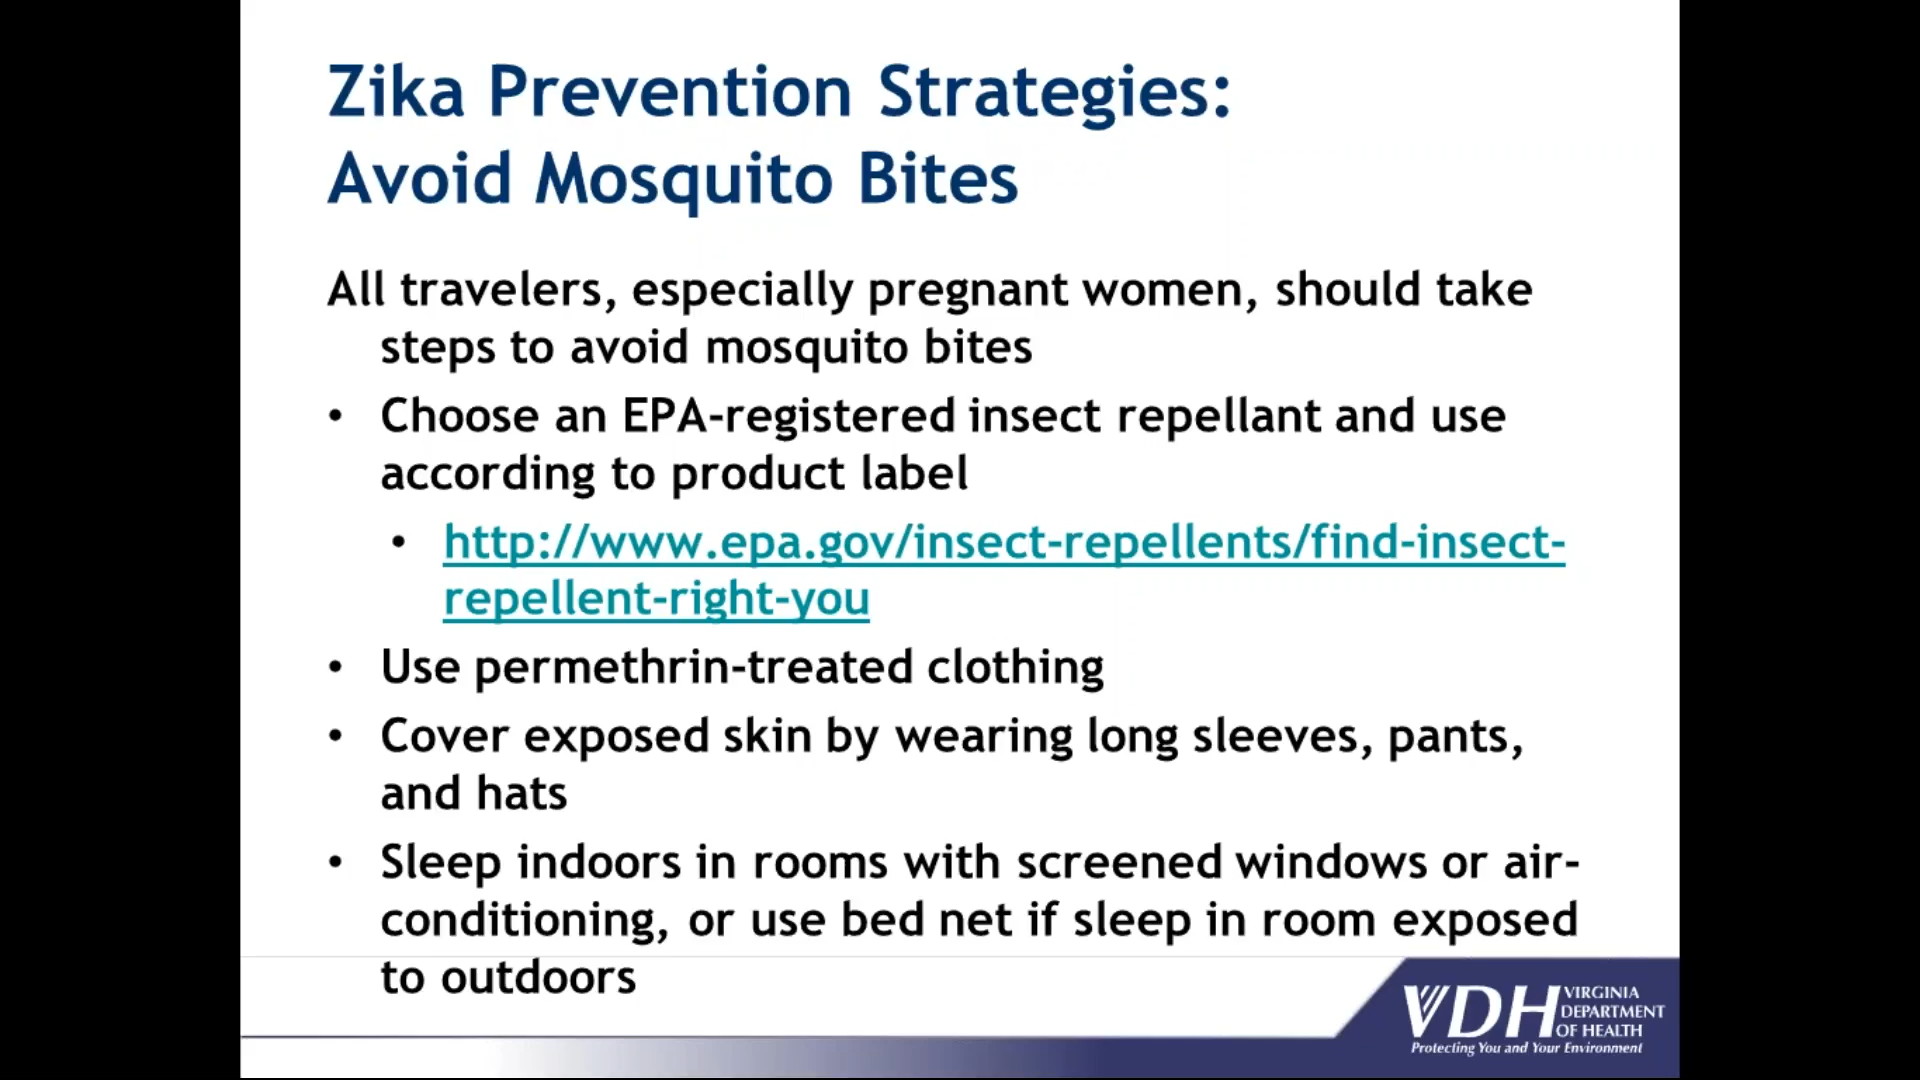 Zika Prevention Strategies:
Avoid Mosquito Bites
All travelers, especially pregnant women, should take
steps to avoid mosquito bites
• Choose an EPA-registered insect repellant and use
according to product label
• http://www.epa.gov/insect-repellents/find-insect-
repellent-right-you
• Use permethrin-treated clothing
• Cover exposed skin by wearing long sleeves, pants,
and hats
• Sleep indoors in rooms with screened windows or air-
conditioning, or use bed net if sleep in room exposed
to outdoors
VDH VIRGINIA
DEPARTMENT
OF HEALTH
Protecting You and Your Environment